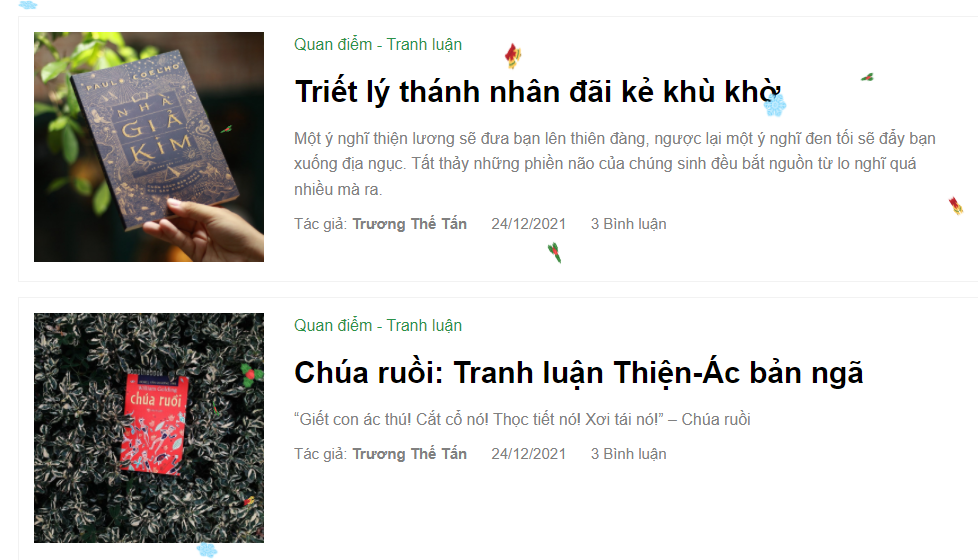 PAULO COELHO
NHÀ
GIẢ
KIM
Quan điểm - Tranh luận
Triết lý thánh nhân đãi kẻ khù khờ
Một ý nghĩ thiện lương sẽ đưa bạn lên thiên đàng, ngược lại một ý nghĩ đen tối sẽ đẩy bạn
xuống địa ngục. Tất thảy những phiền não của chúng sinh đều bắt nguồn từ lo nghĩ quá
nhiều mà ra.
Tác giả: Trương Thế Tấn 24/12/2021 3 Bình luận
chúa ruồi
Quan điểm - Tranh luận
Chúa ruồi: Tranh luận Thiện-Ác bản ngã
“Giết con ác thú! Cắt cổ nó! Thọc tiết nó! Xơi tái nó!” – Chúa ruồi
Tác giả: Trương Thế Tấn 24/12/2021 3 Bình luận